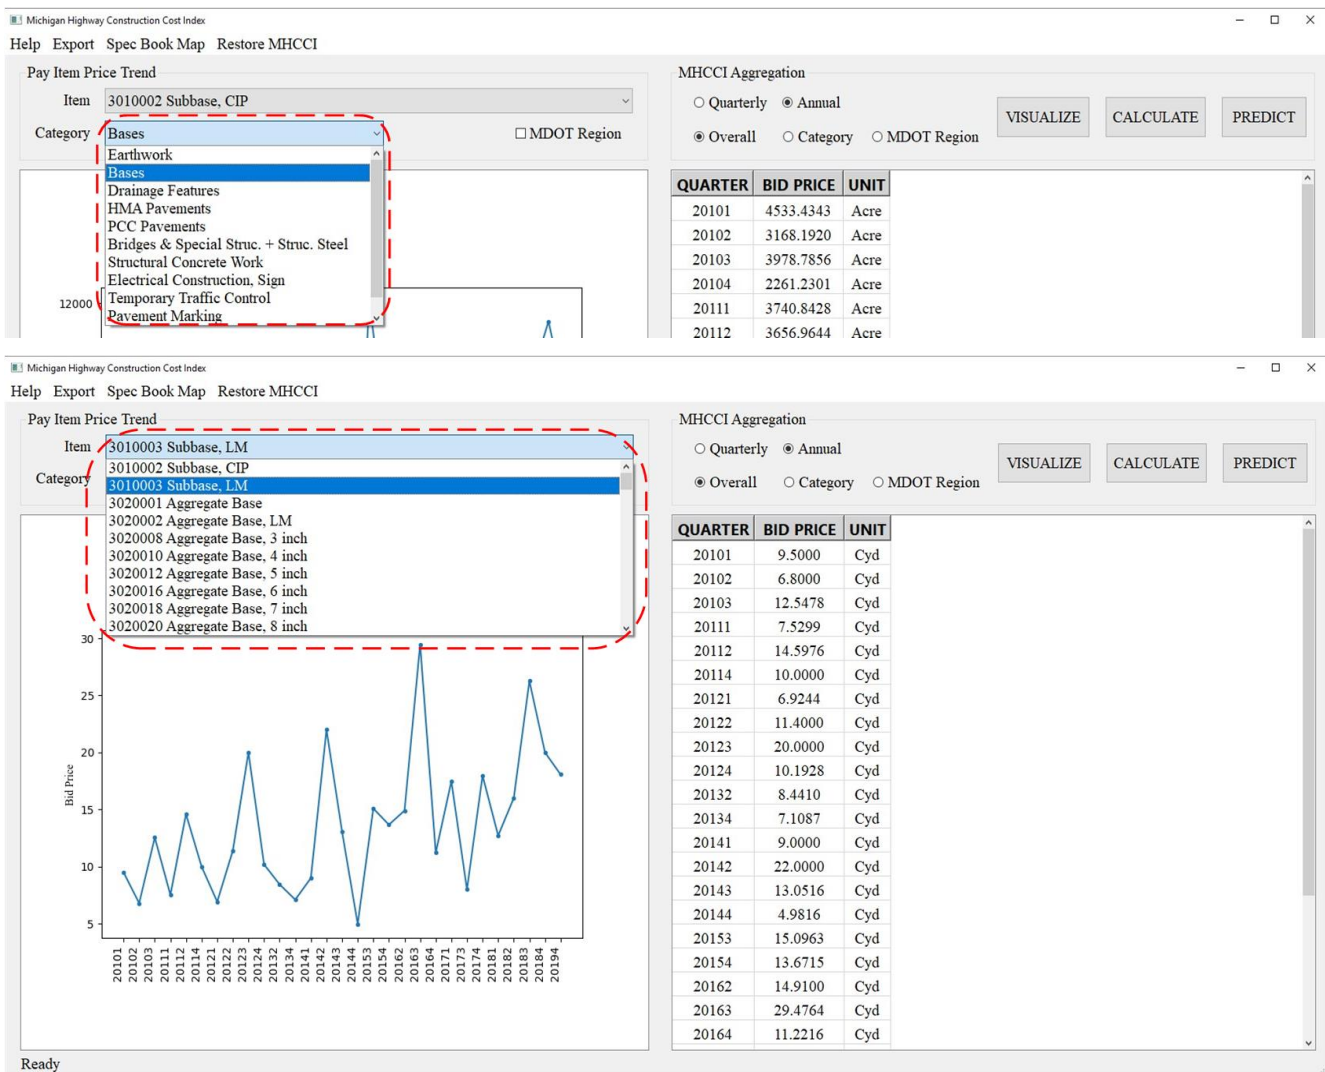 Michigan Highway Construction Cost Index
Help Export Spec Book Map Restore MHCCI
Pay Item Price Trend
Item 3010002 Subbase, CIP
Category Bases
MDOT Region
Earthwork
Bases
Drainage Features
HMA Pavements
PCC Pavements
Bridges & Special Struc. + Struc. Steel
Structural Concrete Work
Electrical Construction, Sign
Temporary Traffic Control
Pavement Marking
12000
MHCCI Aggregation
Quarterly Annual
Overall Category MDOT Region
VISUALIZE CALCULATE PREDICT
QUARTER BID PRICE UNIT
20101 4533.4343 Acre
20102 3168.1920 Acre
20103 3978.7856 Acre
20104 2261.2301 Acre
20111 3740.8428 Acre
20112 3656.9644 Acre
Michigan Highway Construction Cost Index
Help Export Spec Book Map Restore MHCCI
Pay Item Price Trend
Item 3010003 Subbase, LM
Category
3010002 Subbase, CIP
3010003 Subbase, LM
3020001 Aggregate Base
3020002 Aggregate Base, LM
3020008 Aggregate Base, 3 inch
3020010 Aggregate Base, 4 inch
3020012 Aggregate Base, 5 inch
3020016 Aggregate Base, 6 inch
3020018 Aggregate Base, 7 inch
3020020 Aggregate Base, 8 inch
30
25
20
15
10
5
Bid Price
20101
20102
20103
20111
20112
20114
20121
20122
20123
20124
20132
20134
20141
20142
20143
20144
20153
20154
20162
20163
20164
20171
20173
20174
20181
20182
20183
20184
20194
MHCCI Aggregation
Quarterly Annual
Overall Category MDOT Region
VISUALIZE CALCULATE PREDICT
QUARTER BID PRICE UNIT
20101 9.5000 Cyd
20102 6.8000 Cyd
20103 12.5478 Cyd
20111 7.5299 Cyd
20112 14.5976 Cyd
20114 10.0000 Cyd
20121 6.9244 Cyd
20122 11.4000 Cyd
20123 20.0000 Cyd
20124 10.1928 Cyd
20132 8.4410 Cyd
20134 7.1087 Cyd
20141 9.0000 Cyd
20142 22.0000 Cyd
20143 13.0516 Cyd
20144 4.9816 Cyd
20153 15.0963 Cyd
20154 13.6715 Cyd
20162 14.9100 Cyd
20163 29.4764 Cyd
20164 11.2216 Cyd
Ready